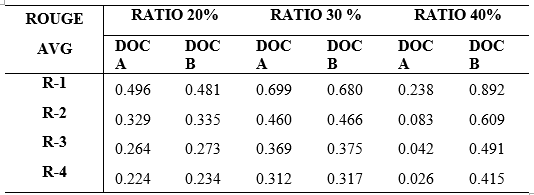 ROUGE AVG RATIO 20% RATIO 30 % RATIO 40%
DOC A DOC B DOC A DOC B DOC A DOC B
R-1 0.496 0.481 0.699 0.680 0.238 0.892
R-2 0.329 0.335 0.460 0.466 0.083 0.609
R-3 0.264 0.273 0.369 0.375 0.042 0.491
R-4 0.224 0.234 0.312 0.317 0.026 0.415